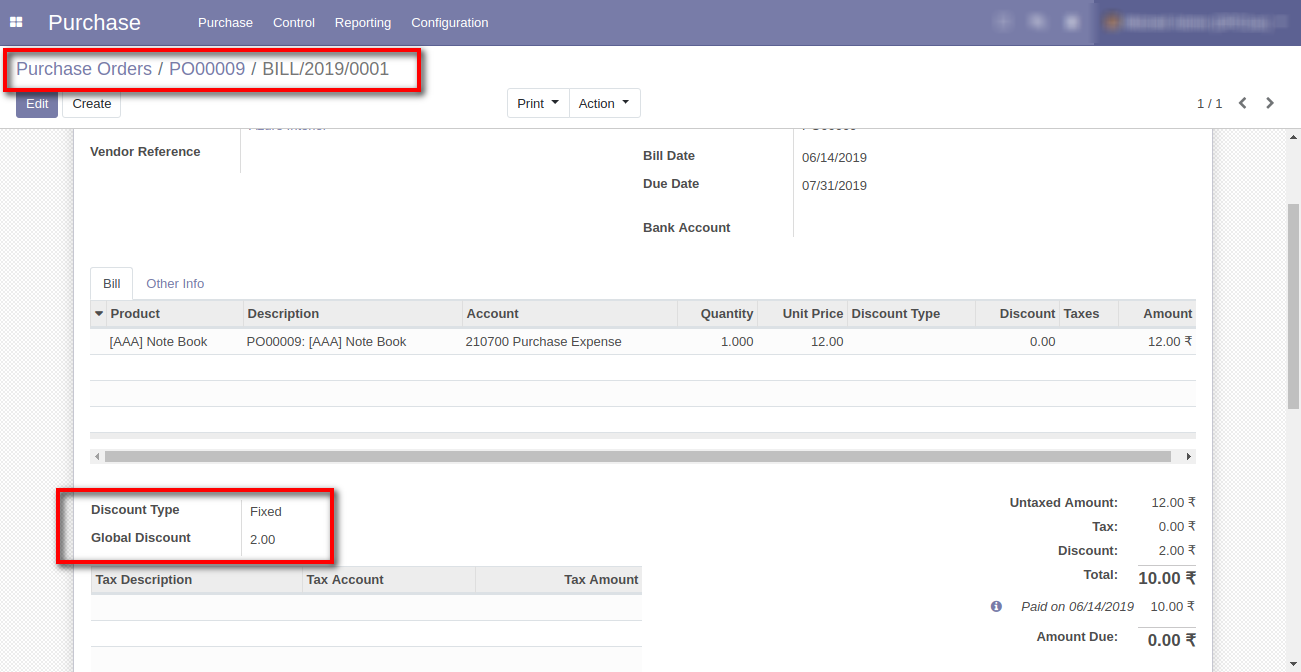 Purchase Purchase Control Reporting Configuration
Purchase Orders / PO00009 / BILL/2019/0001
Edit Create Print Action 1 / 1
Vendor Reference
Bill Date 06/14/2019
Due Date 07/31/2019
Bank Account
Bill Other Info
Product Description Account Quantity Unit Price Discount Type Discount Taxes Amount
[AAA] Note Book PO00009: [AAA] Note Book 210700 Purchase Expense 1.000 12.00 0.00 12.00 ₹
Discount Type Fixed
Global Discount 2.00
Untaxed Amount: 12.00 ₹
Tax: 0.00 ₹
Discount: 2.00 ₹
Total: 10.00 ₹
Paid on 06/14/2019 10.00 ₹
Amount Due: 0.00 ₹
Tax Description Tax Account Tax Amount